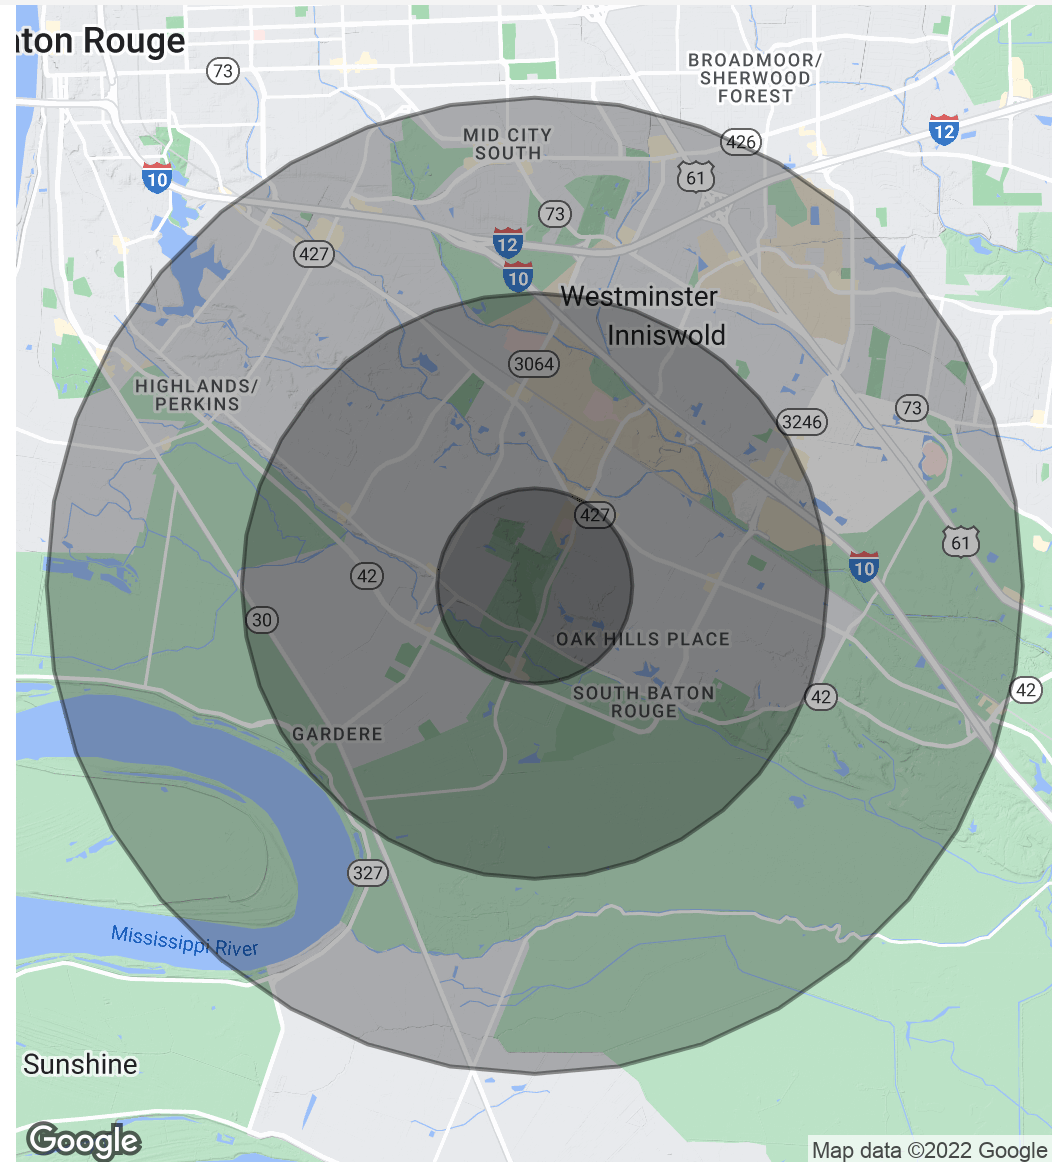 aton Rouge
73
BROADMOOR/
SHERWOOD
FOREST
12
MID CITY
SOUTH
426
61
10
73
427
12
10
Westminster
Inniswold
3064
HIGHLANDS/
PERKINS
73
3246
427
61
10
42
30
OAK HILLS PLACE
42
42
SOUTH BATON
ROUGE
GARDERE
327
Mississippi River
Sunshine
Google
Map data ©2022 Google